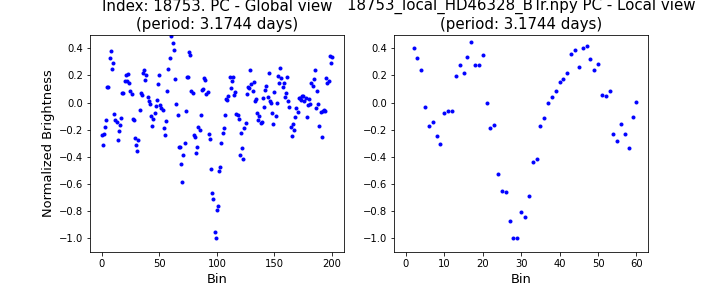 Index: 18753. PC - Global view
(period: 3.1744 days)
18753_local_HD46328_BTr.npy PC - Local view
(period: 3.1744 days)
Normalized Brightness
0.4
0.2
0.0
−0.2
−0.4
−0.6
−0.8
−1.0
0 50 100 150 200
Bin
0.4
0.2
0.0
−0.2
−0.4
−0.6
−0.8
−1.0
0 10 20 30 40 50 60
Bin